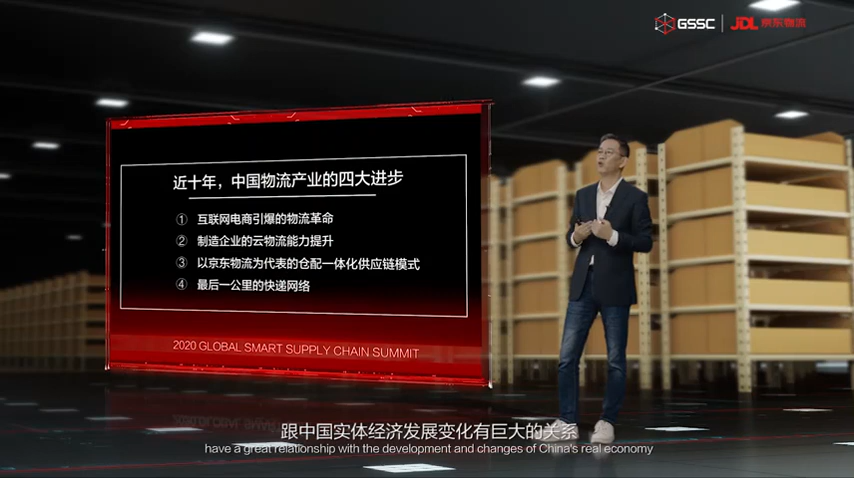 GSSC JDL 京东物流
近十年，中国物流产业的四大进步
① 互联网电商引爆的物流革命
② 制造企业的云物流能力提升
③ 以京东物流为代表的仓配一体化供应链模式
④ 最后一公里的快递网络
2020 GLOBAL SMART SUPPLY CHAIN SUMMIT
跟中国实体经济发展变化有巨大的关系
have a great relationship with the development and changes of China's real economy